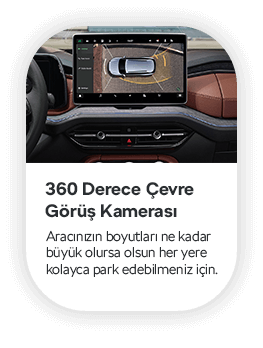 360 Derece Çevre
Görüş Kamerası
Aracınızın boyutları ne kadar
büyük olursa olsun her yere
kolayca park edebilmeniz için.